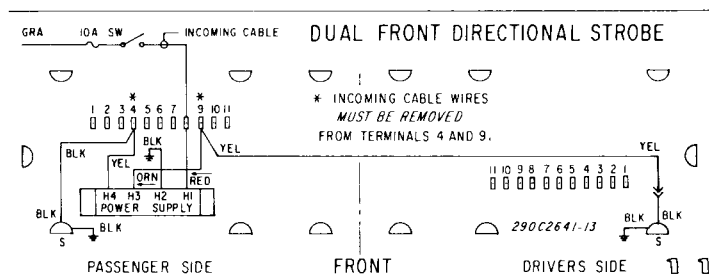 GRA 10A SW INCOMING CABLE DUAL FRONT DIRECTIONAL STROBE
* *
1 2 3 4 5 6 7 9 10 11
* INCOMING CABLE WIRES
MUST BE REMOVED
FROM TERMINALS 4 AND 9.
BLK YEL BLK YEL YEL
ORN RED
11 10 9 8 7 6 5 4 3 2 1
H4 H3 H2 H1
POWER SUPPLY
BLK BLK BLK BLK
S S
290C2641-13
PASSENGER SIDE FRONT DRIVERS SIDE